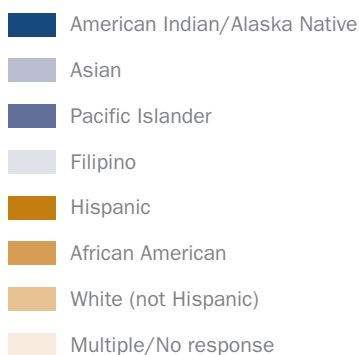 American Indian/Alaska Native
Asian
Pacific Islander
Filipino
Hispanic
African American
White (not Hispanic)
Multiple/No response